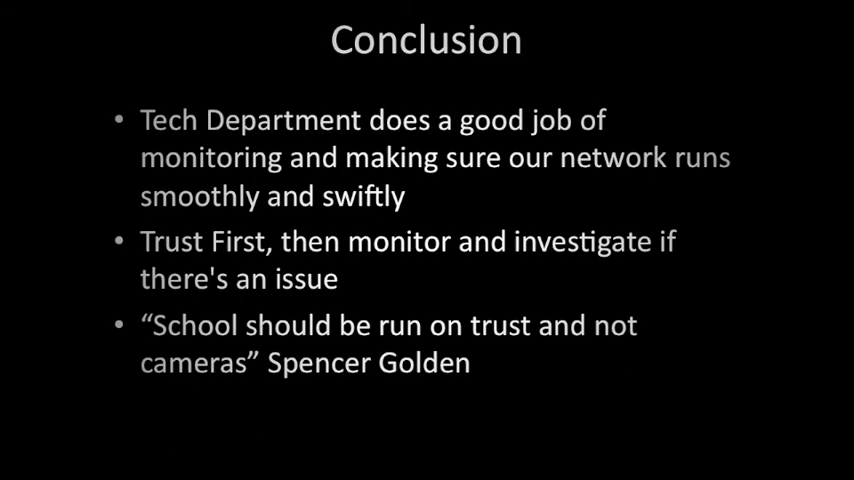 Conclusion
• Tech Department does a good job of
monitoring and making sure our network runs
smoothly and swiftly
• Trust First, then monitor and investigate if
there's an issue
• “School should be run on trust and not
cameras” Spencer Golden